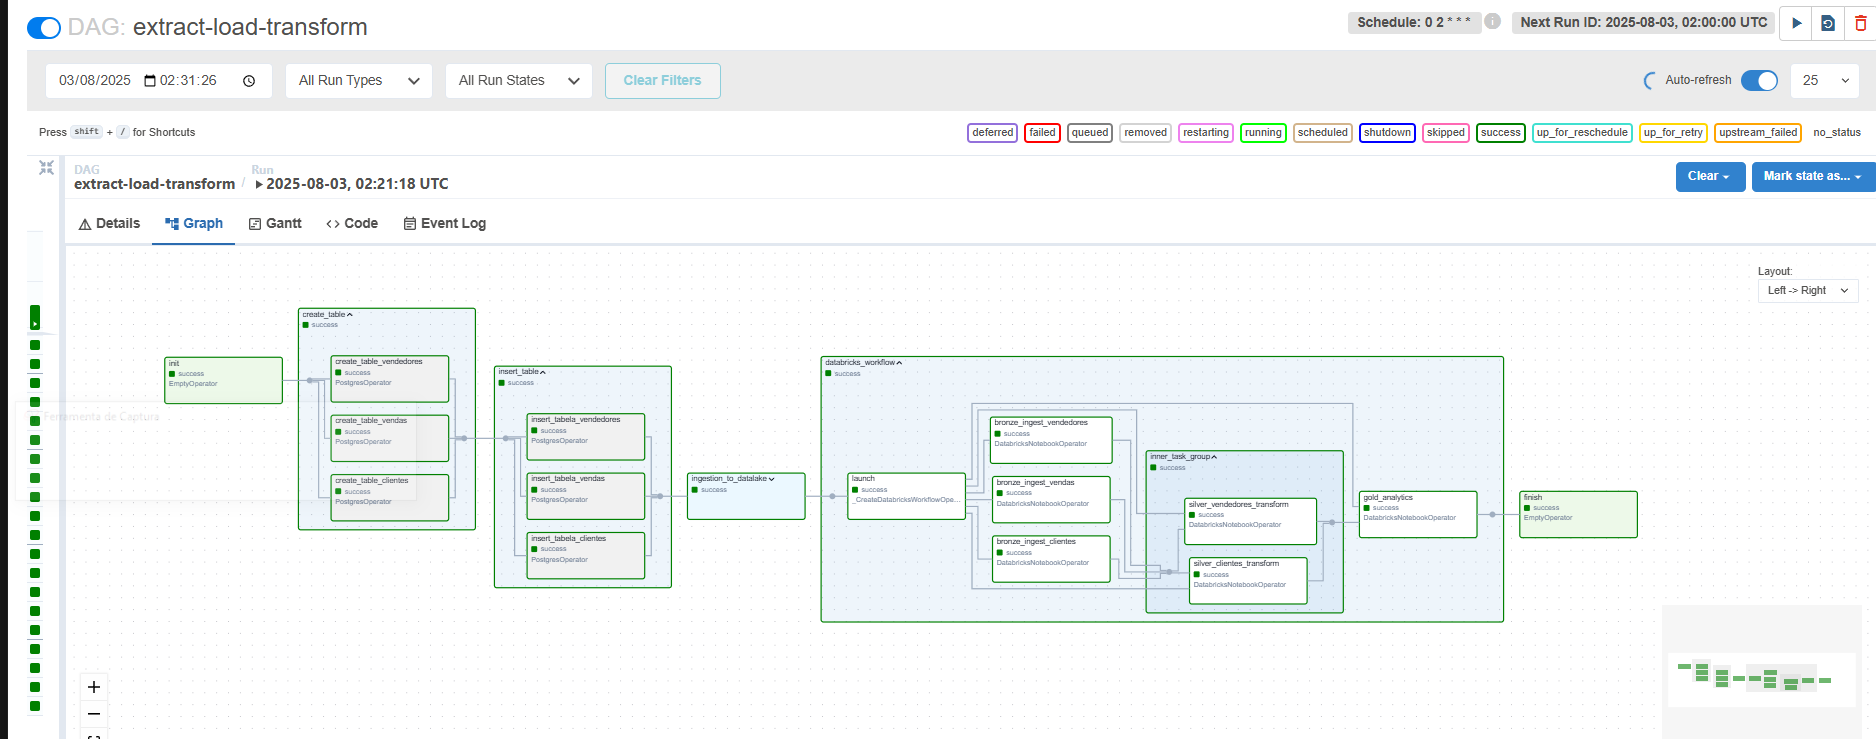 DAG: extract-load-transform
Schedule: 0 2 * * *
Next Run ID: 2025-08-03, 02:00:00 UTC
03/08/2025 02:31:26
All Run Types
All Run States
Clear Filters
Auto-refresh
25
Press shift + / for Shortcuts
deferred
failed
queued
removed
restarting
running
scheduled
shutdown
skipped
success
up_for_reschedule
up_for_retry
upstream_failed
no_status
DAG
extract-load-transform
/
Run
2025-08-03, 02:21:18 UTC
Clear
Mark state as...
Details
Graph
Gantt
Code
Event Log
Layout:
Left -> Right
init
success
EmptyOperator
create_table
success
create_table_vendedores
success
PostgresOperator
create_table_vendas
success
PostgresOperator
create_table_clientes
success
PostgresOperator
Ferramenta de Captura
insert_table
success
insert_tabela_vendedores
success
PostgresOperator
insert_tabela_vendas
success
PostgresOperator
insert_tabela_clientes
success
PostgresOperator
ingestion_to_datalake
success
databricks_workflow
success
launch
success
_CreateDatabricksWorkflowOpe...
bronze_ingest_vendedores
success
DatabricksNotebookOperator
bronze_ingest_vendas
success
DatabricksNotebookOperator
bronze_ingest_clientes
success
DatabricksNotebookOperator
inner_task_group
success
silver_vendedores_transform
success
DatabricksNotebookOperator
silver_clientes_transform
success
DatabricksNotebookOperator
gold_analytics
success
DatabricksNotebookOperator
finish
success
EmptyOperator